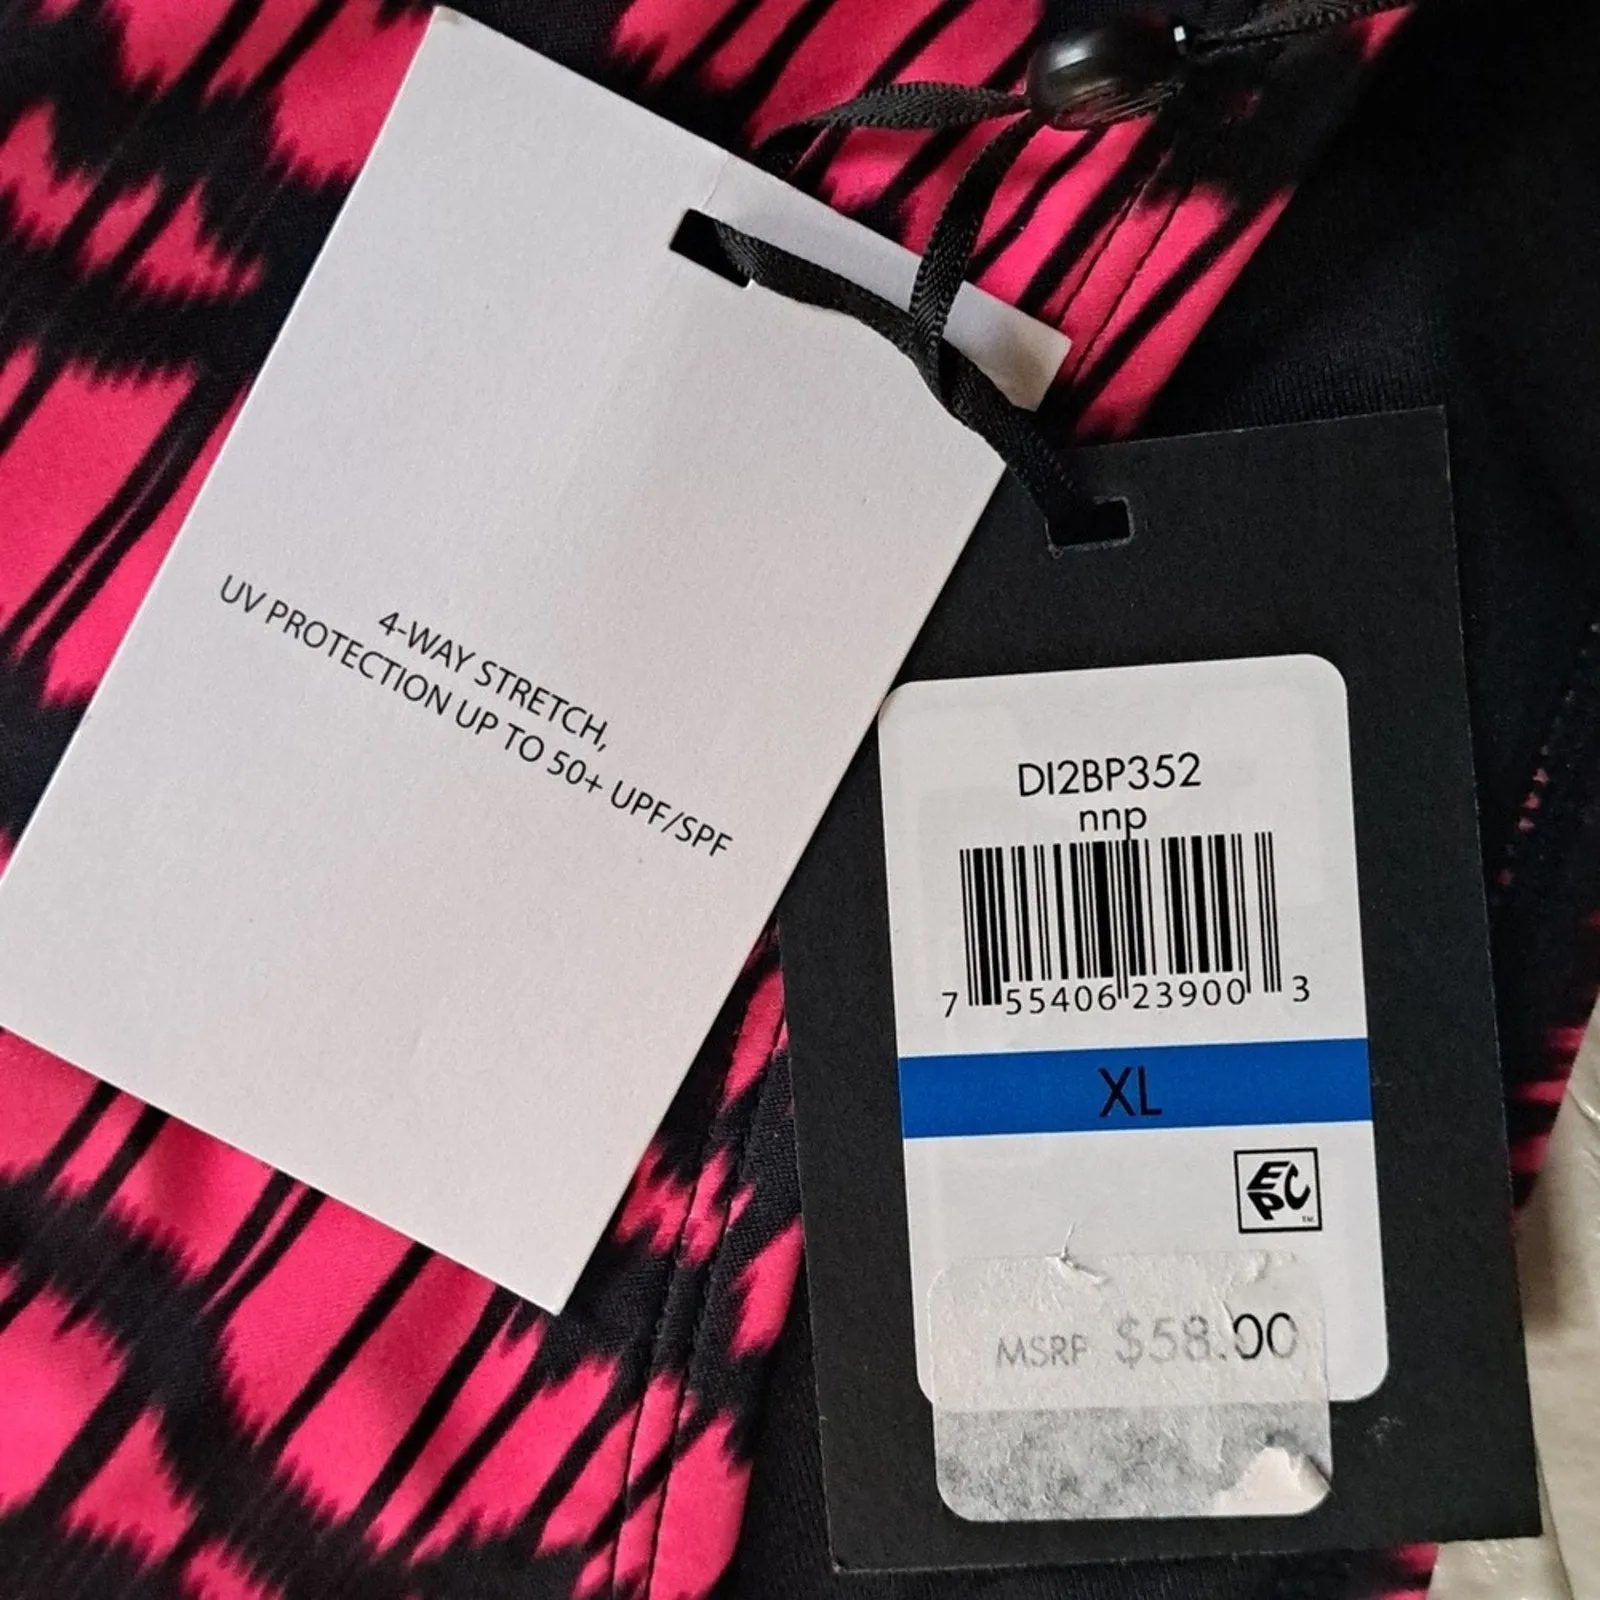 4-WAY STRETCH,
UV PROTECTION UP TO 50+ UPF/SPF
DI2BP352
nnp
7 55406 23900 3
XL
EPC
TM
MSRP $58.00